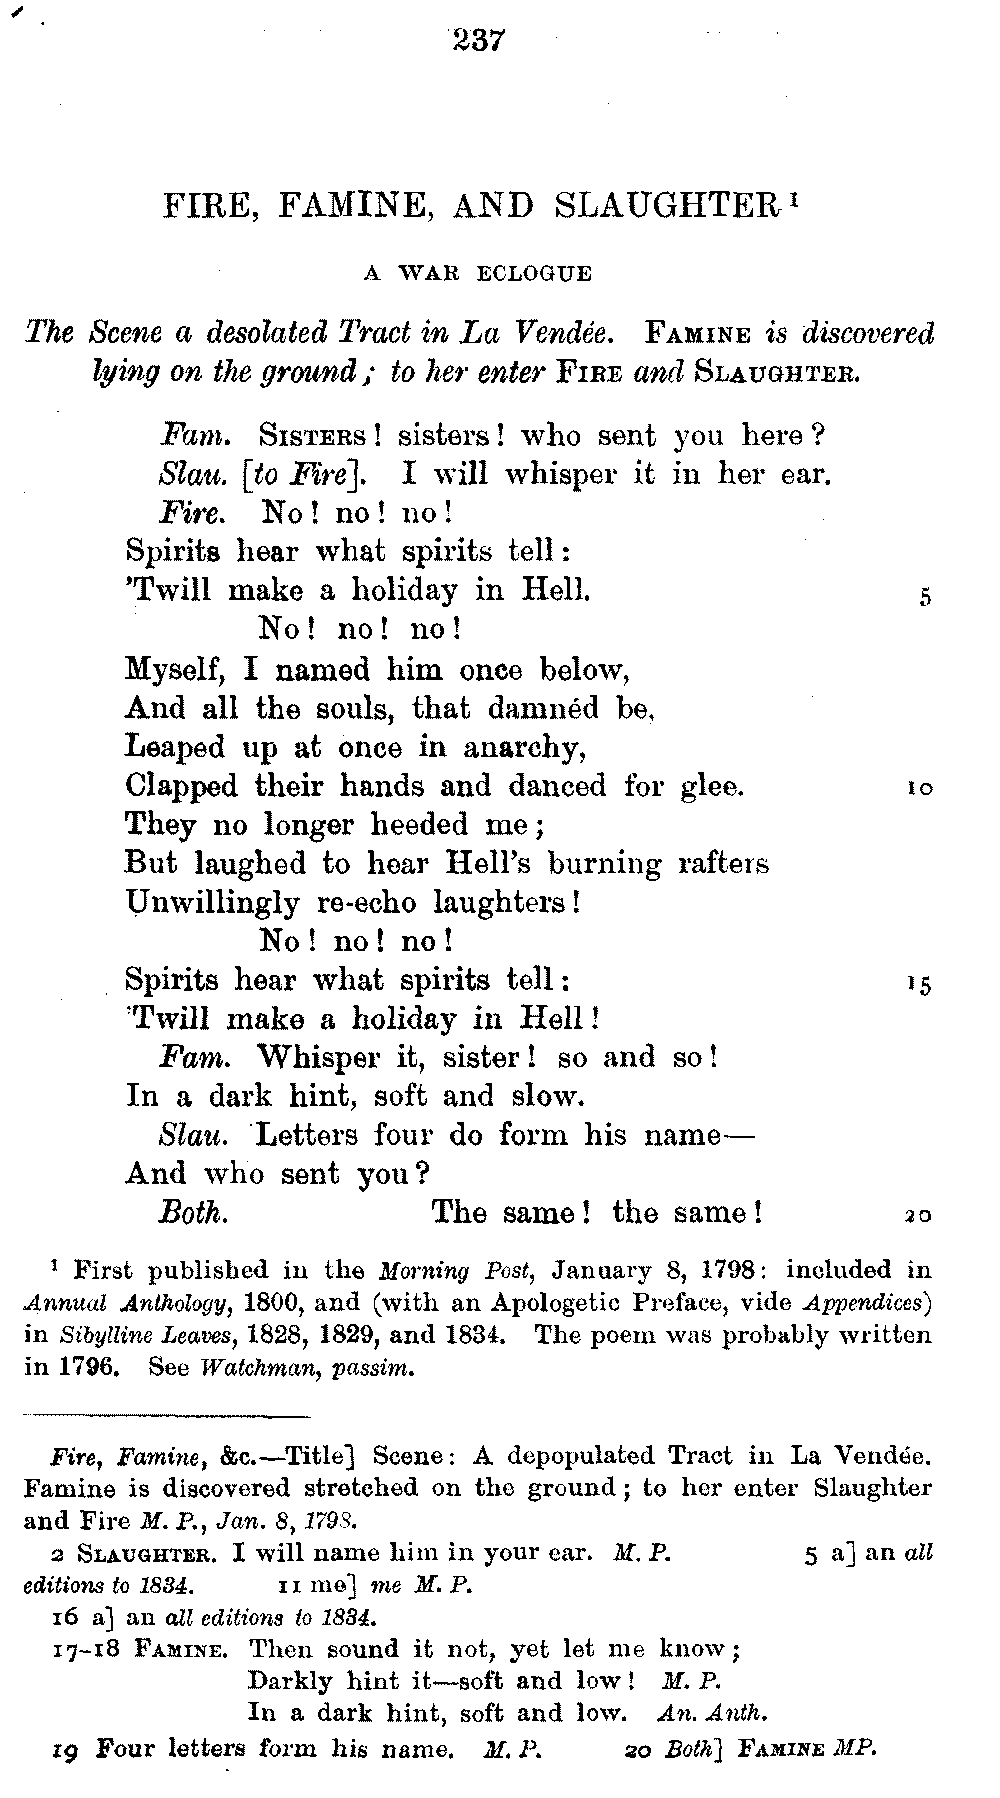 237
FIRE, FAMINE, AND SLAUGHTER ¹
A WAR ECLOGUE
The Scene a desolated Tract in La Vendée. FAMINE is discovered
lying on the ground; to her enter FIRE and SLAUGHTER.
Fam. SISTERS! sisters! who sent you here?
Slau. [to Fire]. I will whisper it in her ear.
Fire. No! no! no!
Spirits hear what spirits tell:
'Twill make a holiday in Hell. 5
No! no! no!
Myself, I named him once below,
And all the souls, that damnéd be,
Leaped up at once in anarchy,
Clapped their hands and danced for glee. 10
They no longer heeded me;
But laughed to hear Hell's burning rafters
Unwillingly re-echo laughters!
No! no! no!
Spirits hear what spirits tell: 15
'Twill make a holiday in Hell!
Fam. Whisper it, sister! so and so!
In a dark hint, soft and slow.
Slau. Letters four do form his name—
And who sent you?
Both. The same! the same! 20
¹ First published in the Morning Post, January 8, 1798: included in
Annual Anthology, 1800, and (with an Apologetic Preface, vide Appendices)
in Sibylline Leaves, 1828, 1829, and 1834. The poem was probably written
in 1796. See Watchman, passim.
Fire, Famine, &c.—Title] Scene: A depopulated Tract in La Vendée.
Famine is discovered stretched on the ground; to her enter Slaughter
and Fire M. P., Jan. 8, 1798.
2 SLAUGHTER. I will name him in your ear. M. P. 5 a] an all
editions to 1834. 11 me] me M. P.
16 a] an all editions to 1834.
17-18 FAMINE. Then sound it not, yet let me know;
Darkly hint it—soft and low! M. P.
In a dark hint, soft and low. An. Anth.
19 Four letters form his name. M. P. 20 Both] FAMINE MP.